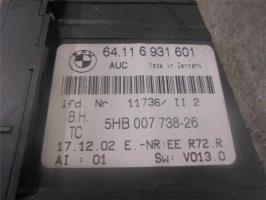 BMW
64.11 6 931 601
AUC Made in Germany
lfd. Nr. 11736/ II 2
B.H. 5HB 007 738-26
TC
17.12.02 E.-NR:EE R72.R
AI : 01 SW: V013.0